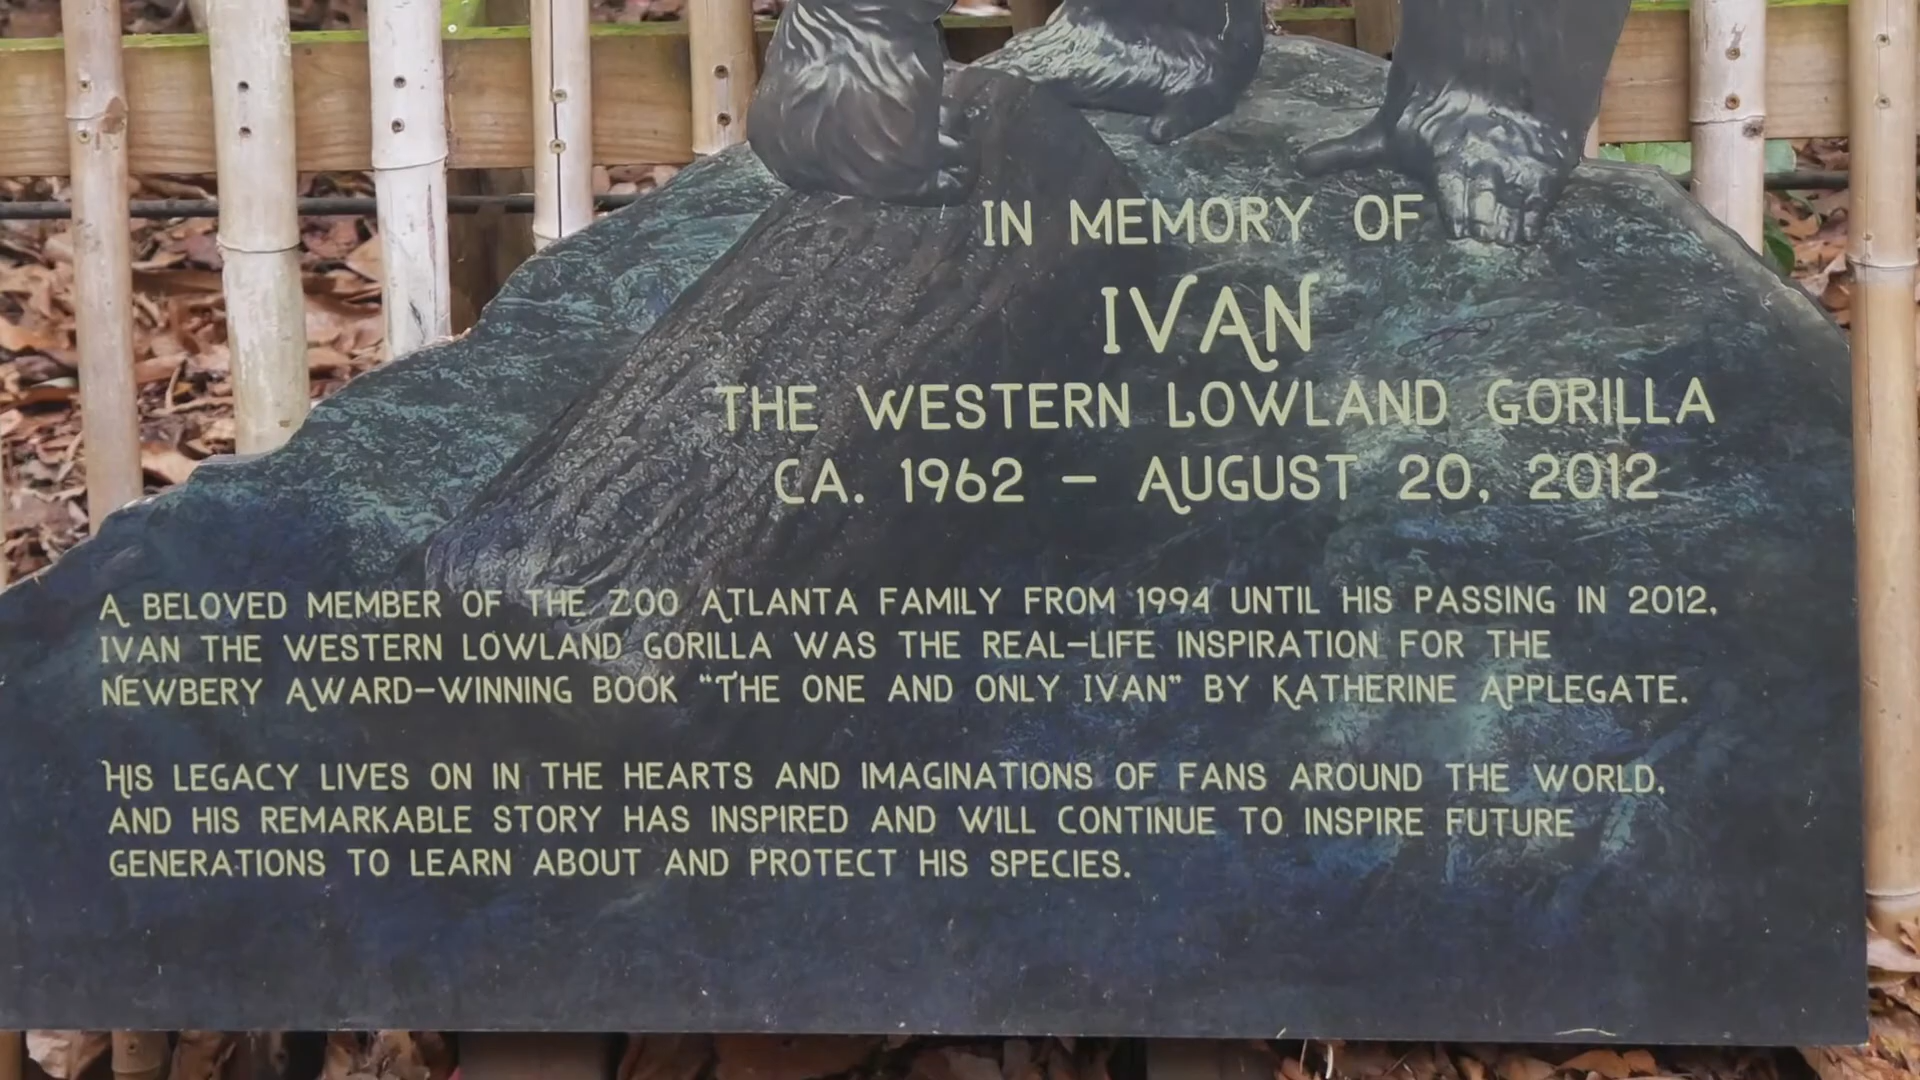 IN MEMORY OF
IVAN
THE WESTERN LOWLAND GORILLA
CA. 1962 – AUGUST 20, 2012
A BELOVED MEMBER OF THE ZOO ATLANTA FAMILY FROM 1994 UNTIL HIS PASSING IN 2012,
IVAN THE WESTERN LOWLAND GORILLA WAS THE REAL-LIFE INSPIRATION FOR THE
NEWBERY AWARD-WINNING BOOK “THE ONE AND ONLY IVAN” BY KATHERINE APPLEGATE.
HIS LEGACY LIVES ON IN THE HEARTS AND IMAGINATIONS OF FANS AROUND THE WORLD,
AND HIS REMARKABLE STORY HAS INSPIRED AND WILL CONTINUE TO INSPIRE FUTURE
GENERATIONS TO LEARN ABOUT AND PROTECT HIS SPECIES.